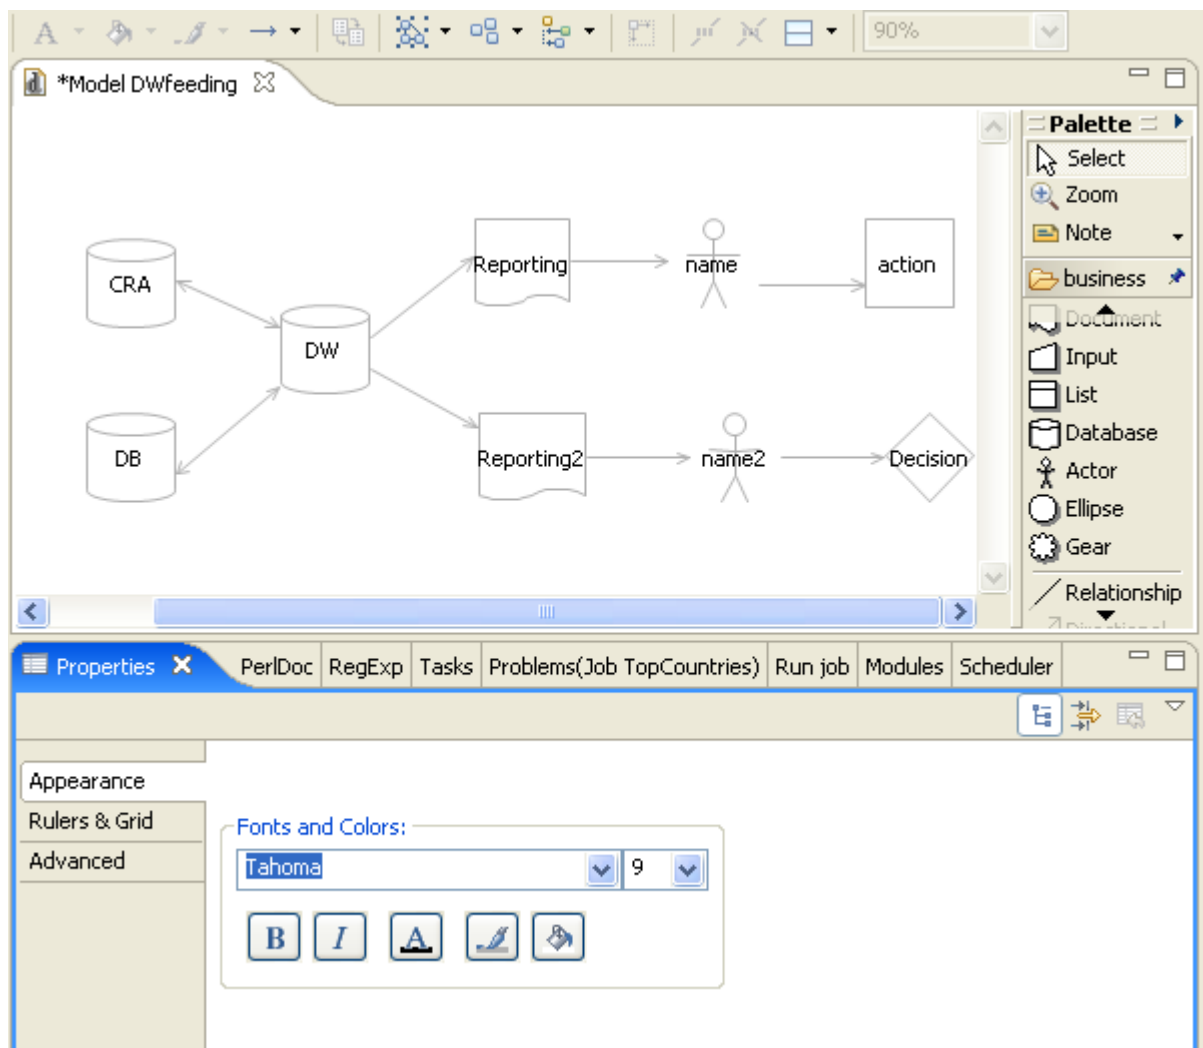 A
90%
*Model DWfeeding
Palette
Select
Zoom
Note
business
Document
Input
List
Database
Actor
Ellipse
Gear
Relationship
Directional
Reporting
name
action
CRA
DW
DB
Reporting2
name2
Decision
Properties PerlDoc RegExp Tasks Problems(Job TopCountries) Run job Modules Scheduler
Appearance
Rulers & Grid
Advanced
Fonts and Colors:
Tahoma 9
B I A